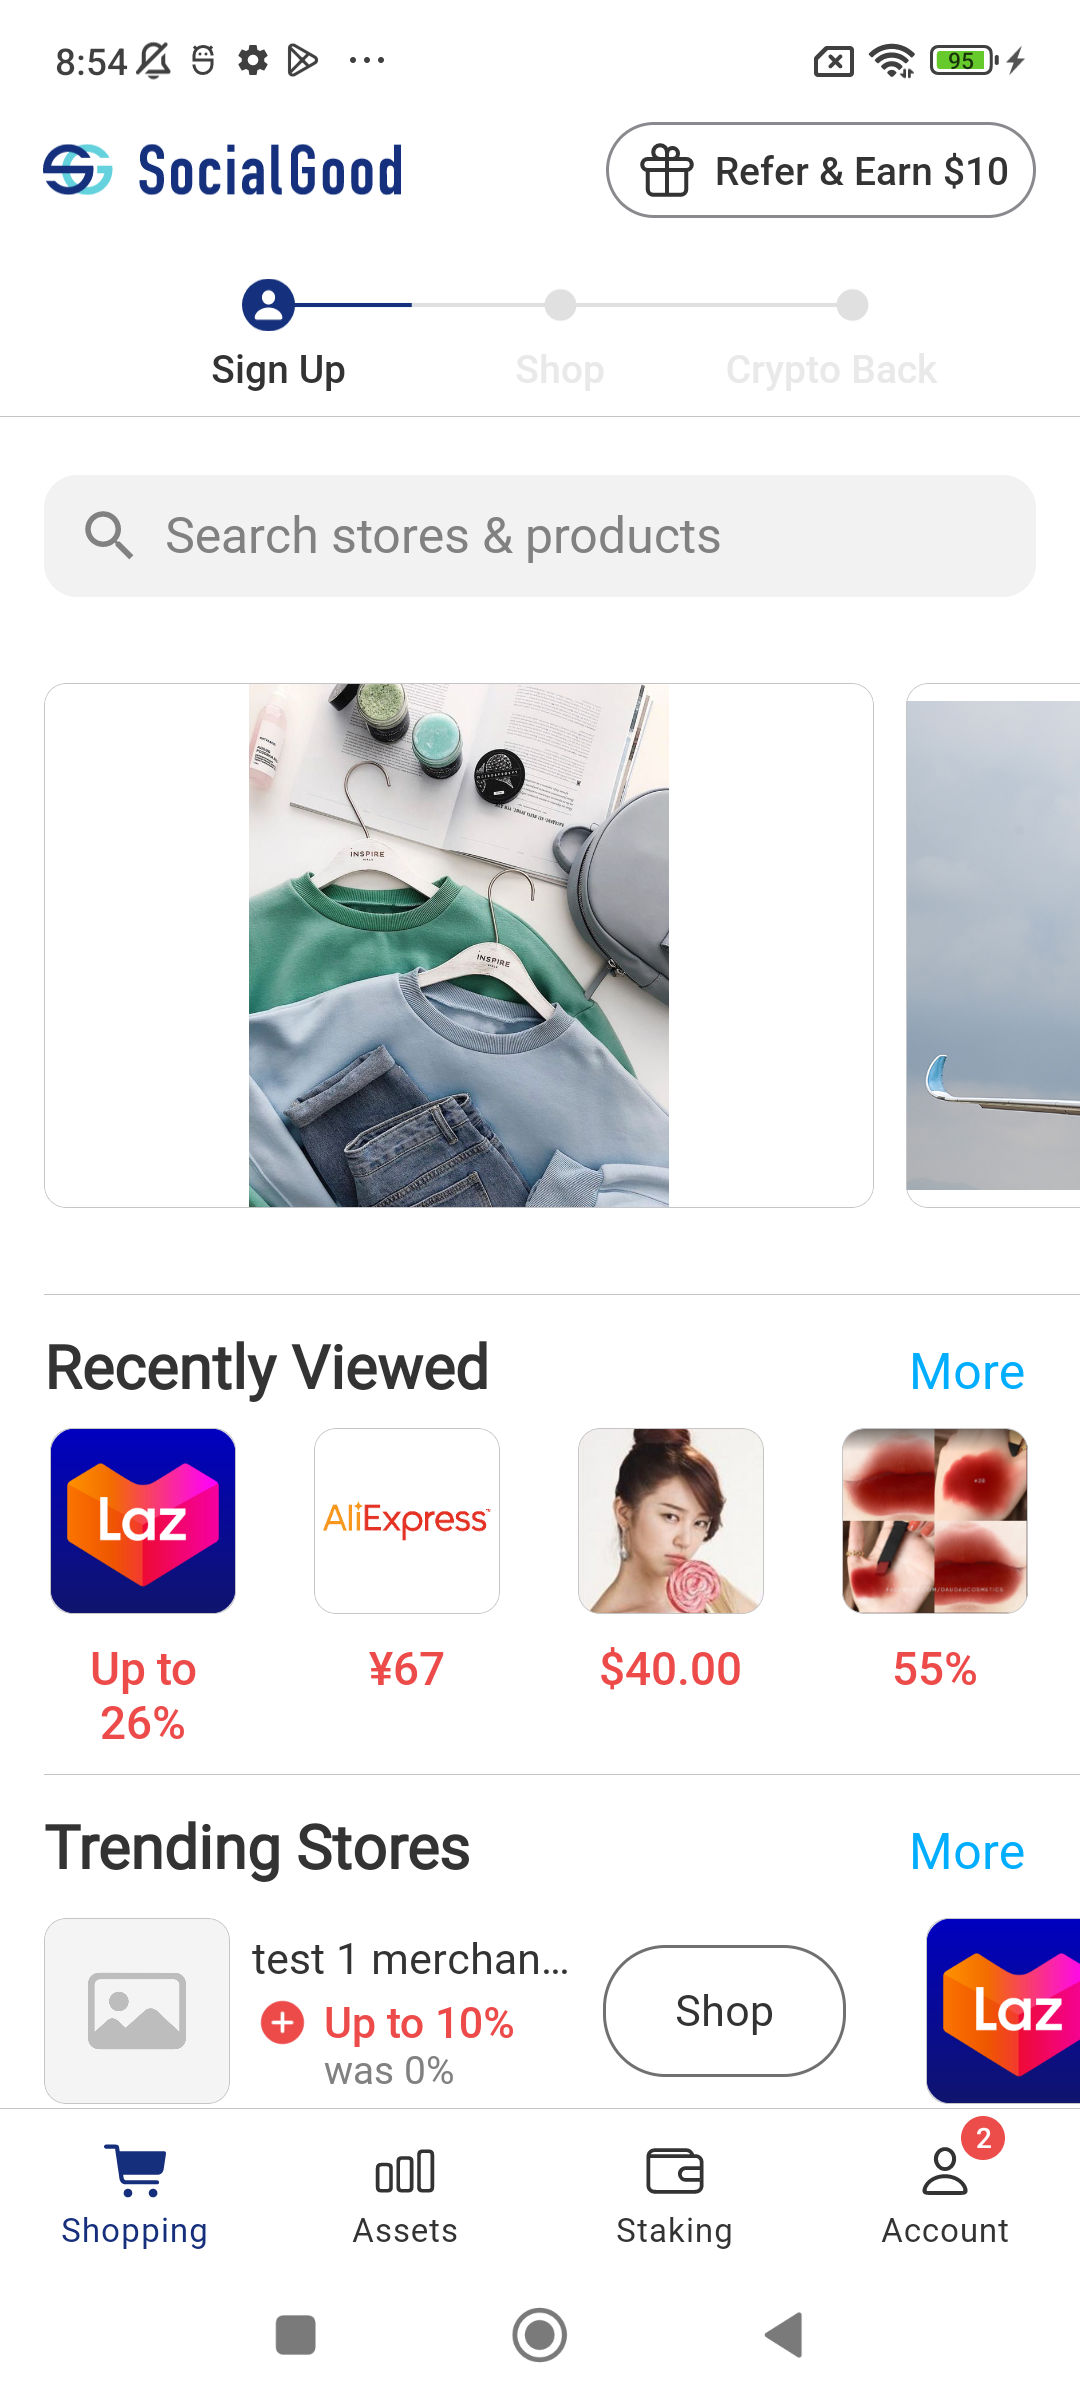 8:54
95
SocialGood
Refer & Earn $10
Sign Up
Shop
Crypto Back
Search stores & products
INSPIRE
INSPIRE
Recently Viewed
More
Laz
AliExpress
Up to
26%
¥67
$40.00
55%
Trending Stores
More
test 1 merchan...
Up to 10%
was 0%
Shop
Laz
2
Shopping
Assets
Staking
Account